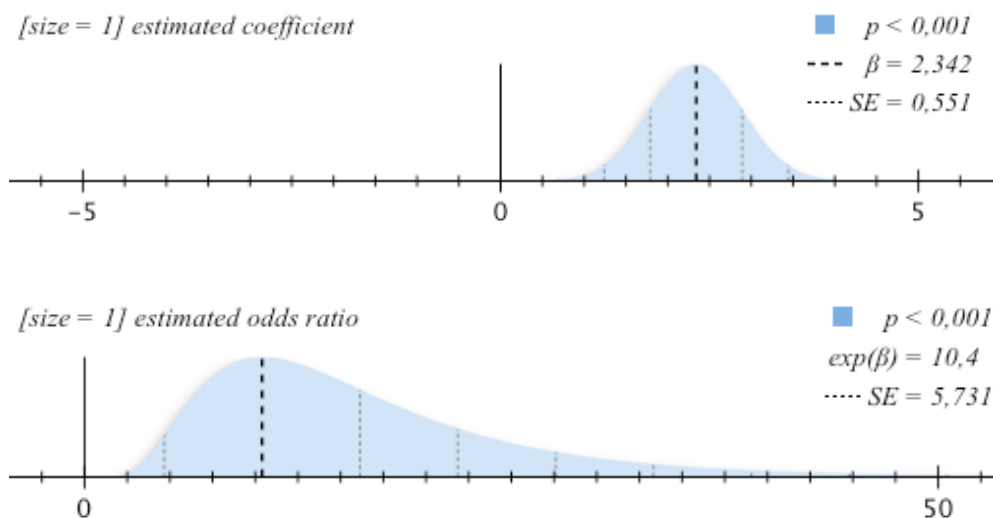 [size = 1] estimated coefficient
p < 0,001
β = 2,342
SE = 0,551
−5 0 5
[size = 1] estimated odds ratio
p < 0,001
exp(β) = 10,4
SE = 5,731
0 50